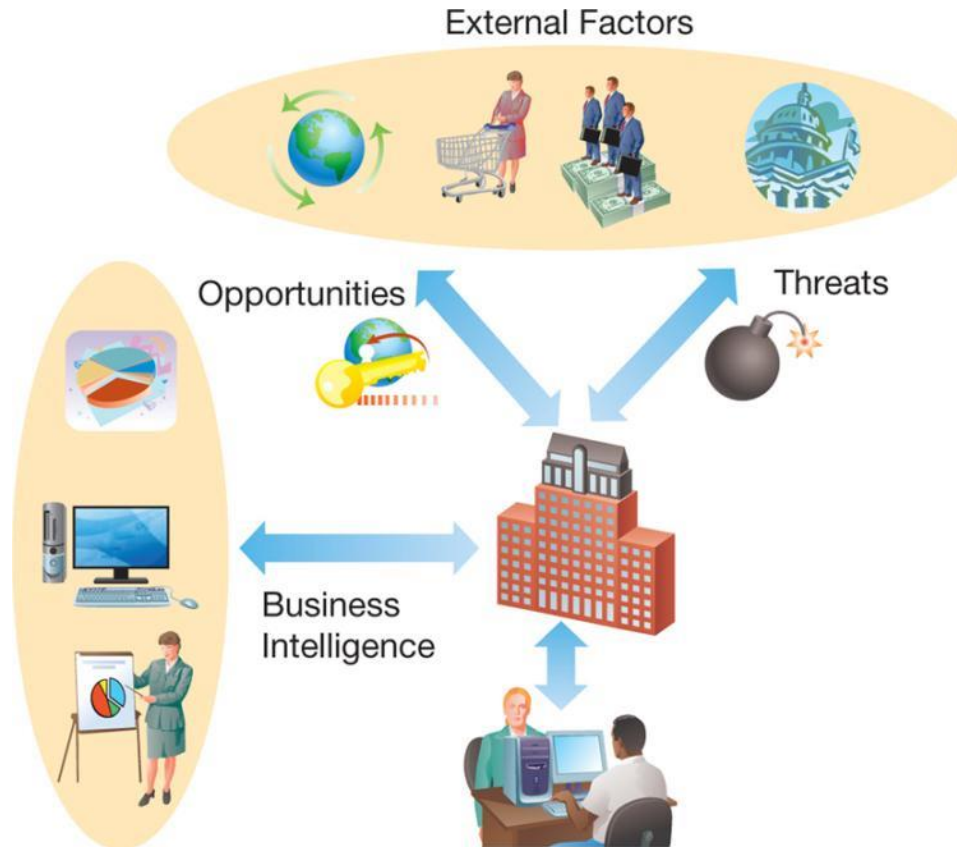 External Factors
Opportunities
Threats
Business
Intelligence